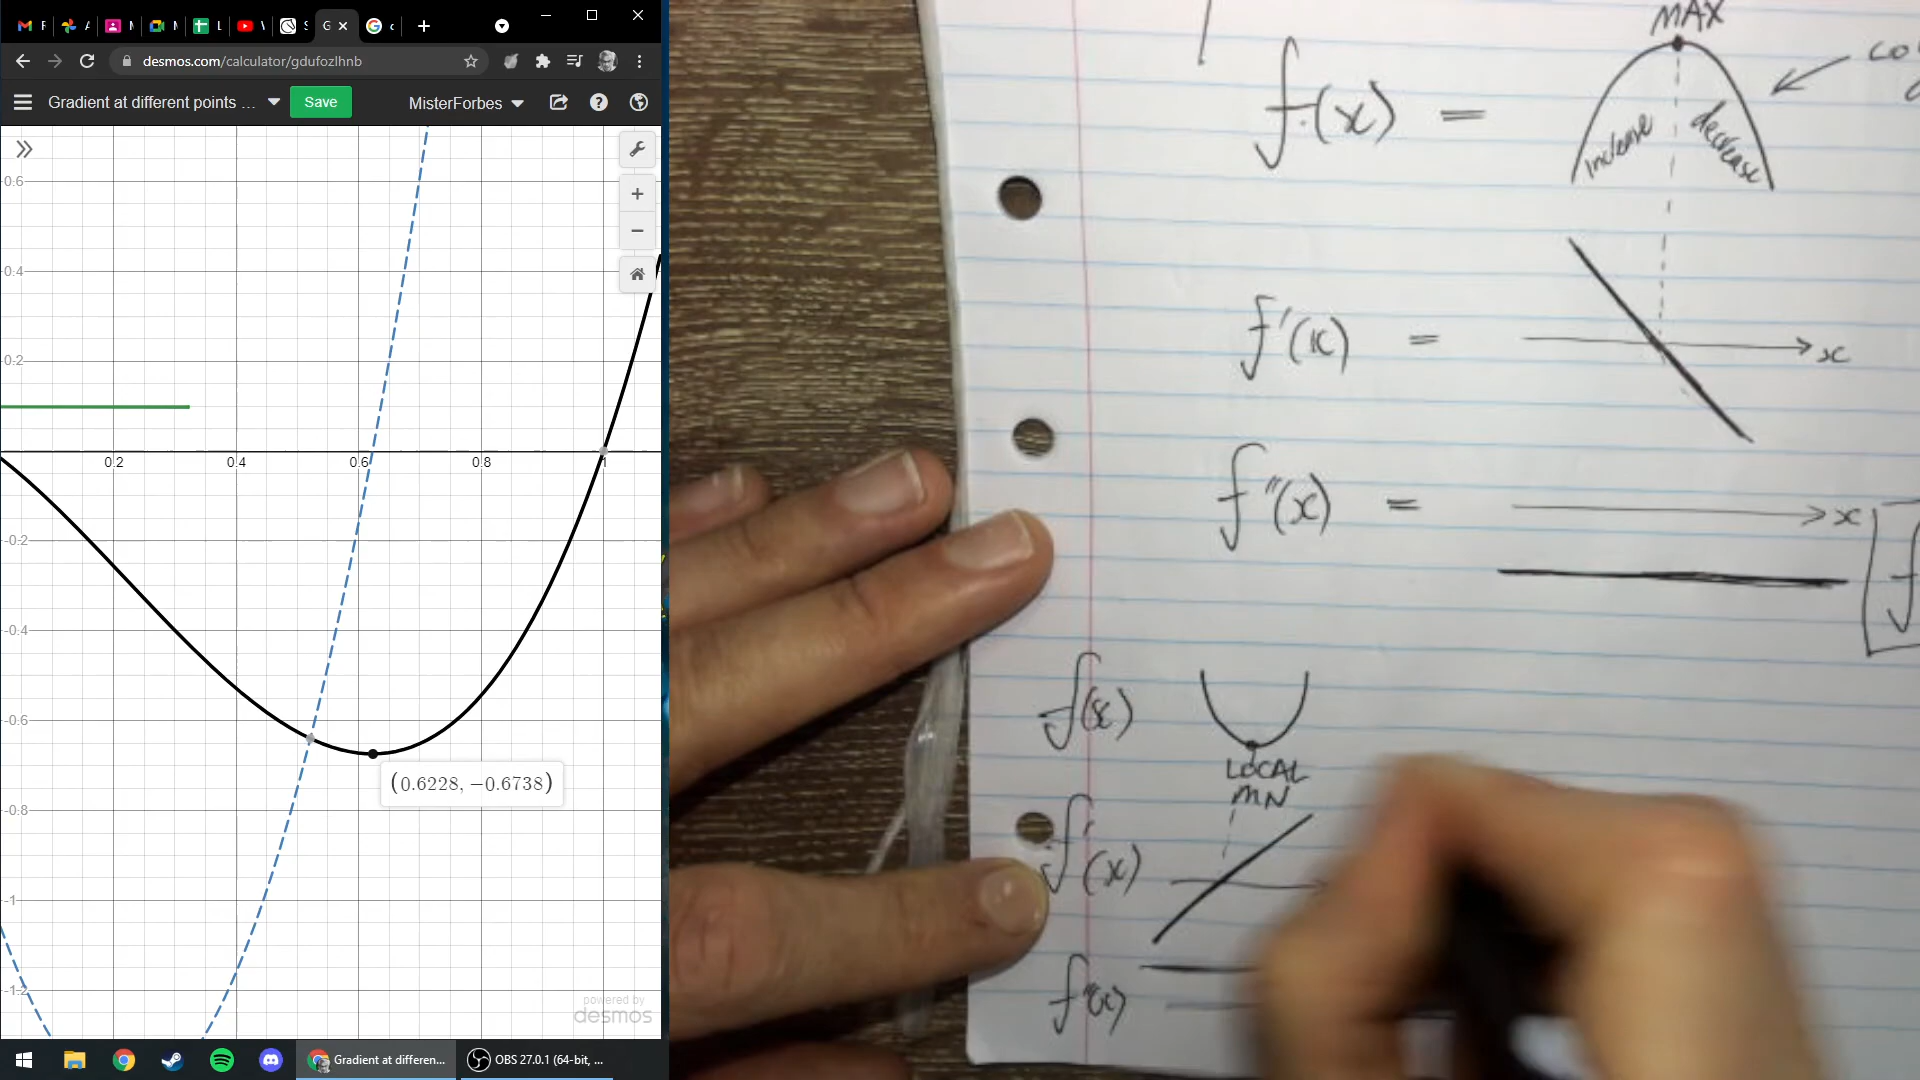 G
desmos.com/calculator/gdufozlhnb
Gradient at different points ...
Save
MisterForbes
0.6
0.4
0.2
0.2 0.4 0.6 0.8 1
-0.2
-0.4
-0.6
(0.6228, −0.6738)
-0.8
-1
-1.2
powered by
desmos
Gradient at differen...
OBS 27.0.1 (64-bit, ...
MAX
f(x) =
increase
decrease
f'(x) =
x
f''(x) =
x
f(x)
LOCAL
MIN
f'(x)
f''(x)